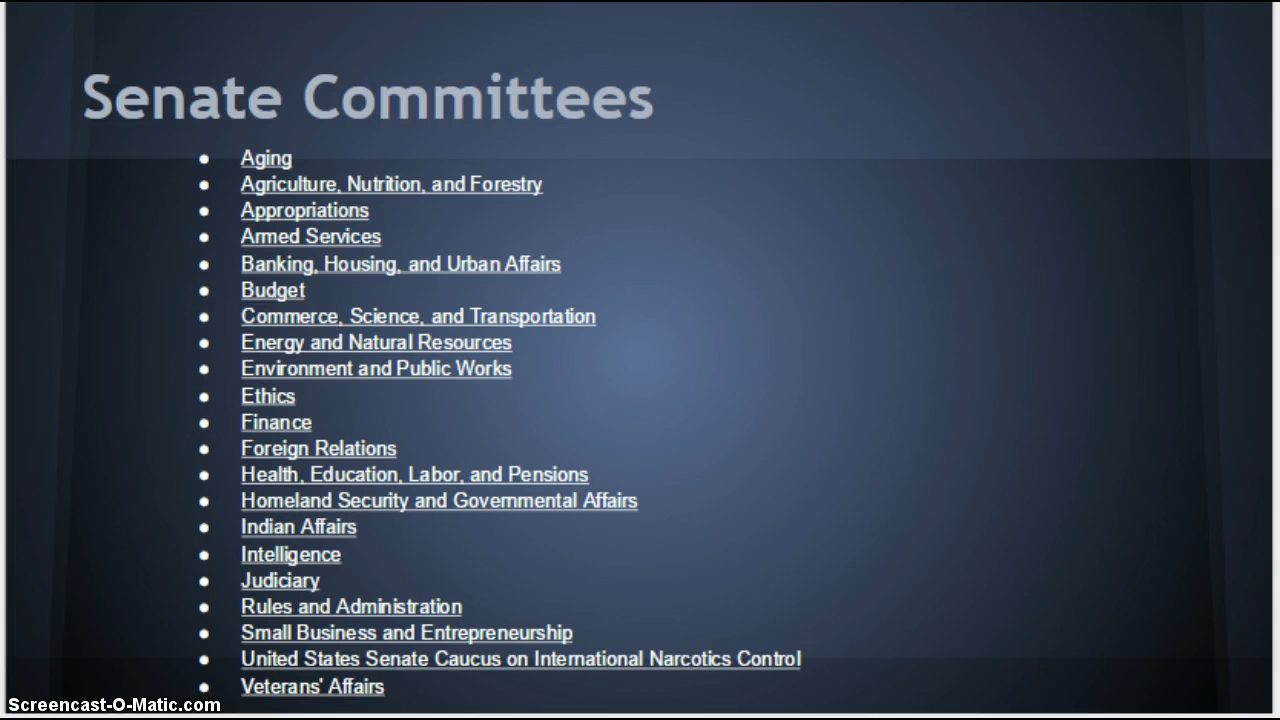 Senate Committees
● Aging
● Agriculture, Nutrition, and Forestry
● Appropriations
● Armed Services
● Banking, Housing, and Urban Affairs
● Budget
● Commerce, Science, and Transportation
● Energy and Natural Resources
● Environment and Public Works
● Ethics
● Finance
● Foreign Relations
● Health, Education, Labor, and Pensions
● Homeland Security and Governmental Affairs
● Indian Affairs
● Intelligence
● Judiciary
● Rules and Administration
● Small Business and Entrepreneurship
● United States Senate Caucus on International Narcotics Control
● Veterans' Affairs
Screencast-O-Matic.com